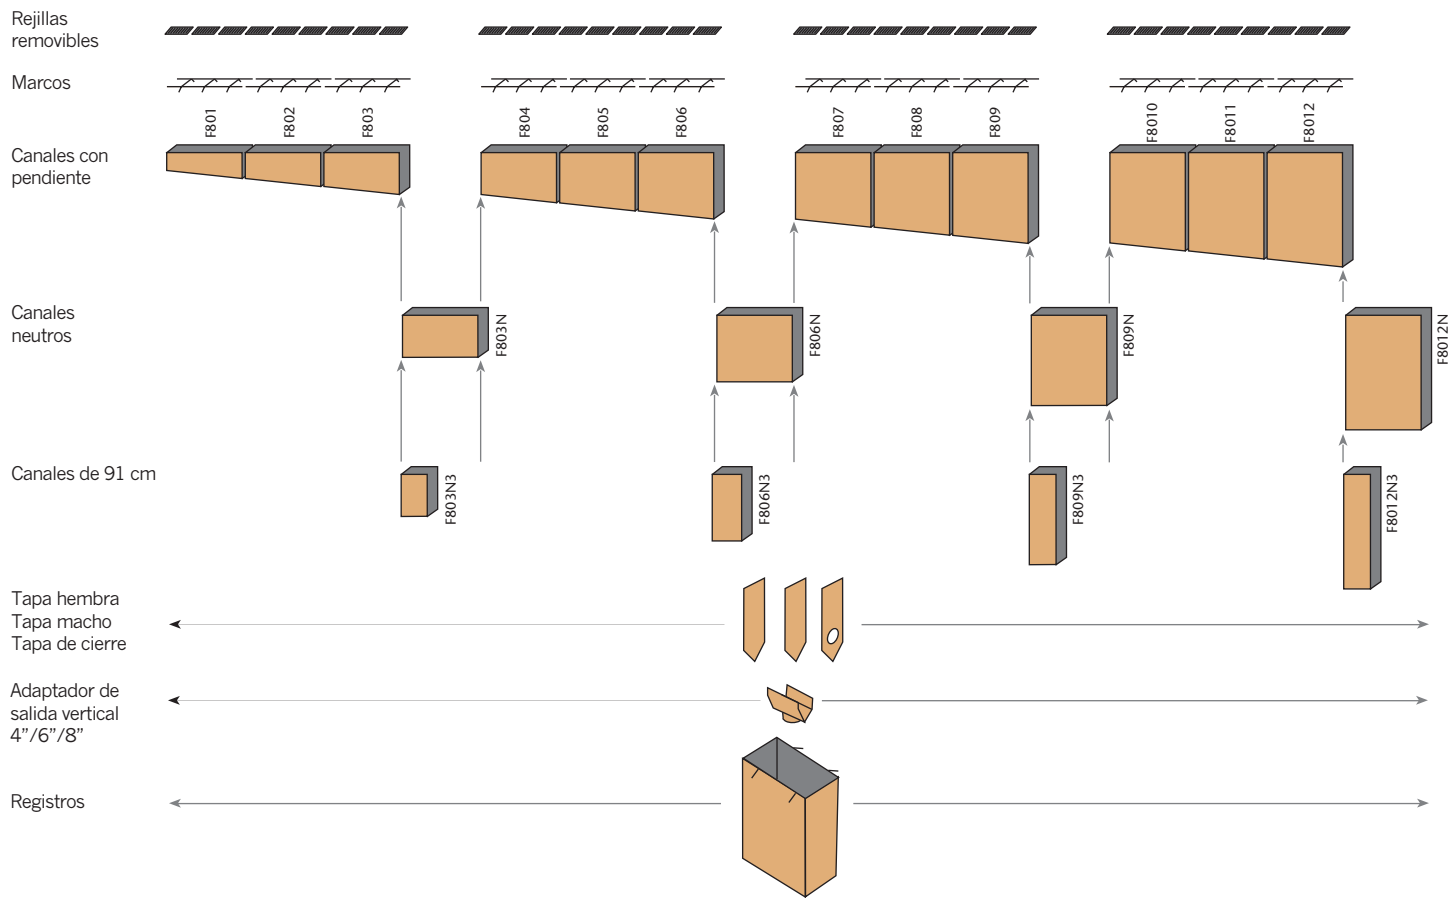 Rejillas
removibles
Marcos
F801
F802
F803
F804
F805
F806
F807
F808
F809
F8010
F8011
F8012
Canales con
pendiente
Canales
neutros
F803N
F806N
F809N
F8012N
Canales de 91 cm
F803N3
F806N3
F809N3
F8012N3
Tapa hembra
Tapa macho
Tapa de cierre
Adaptador de
salida vertical
4”/6”/8”
Registros